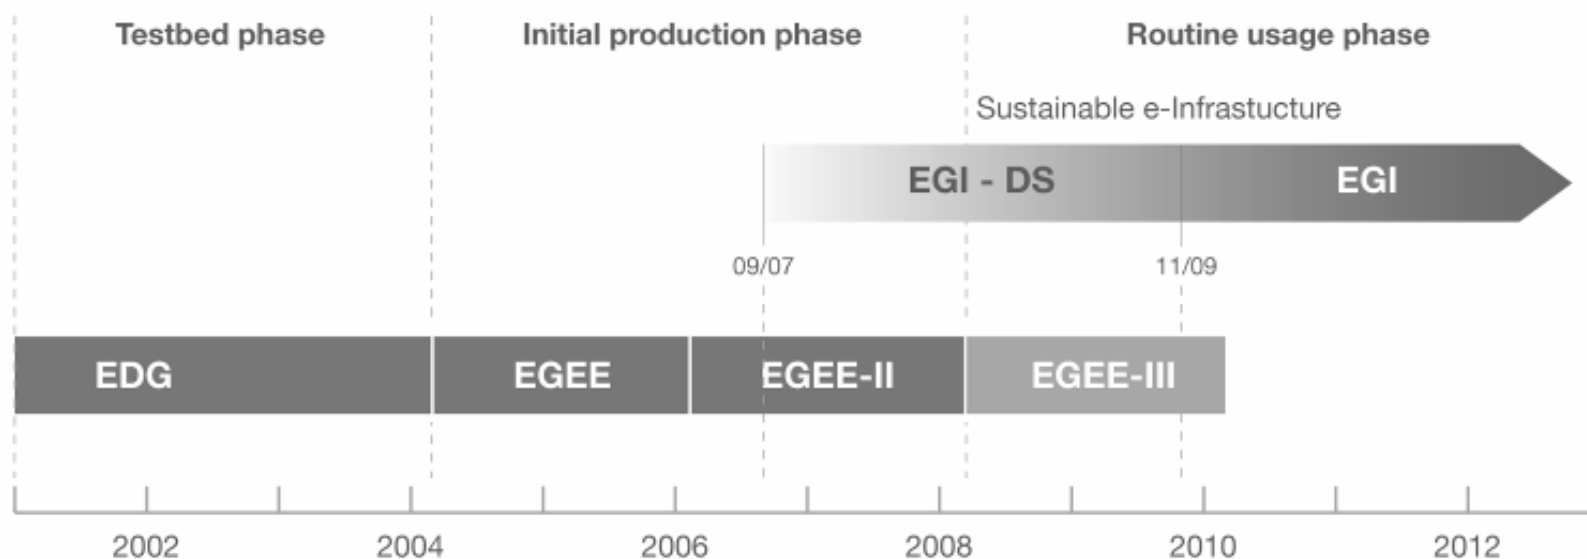 Testbed phase
Initial production phase
Routine usage phase
Sustainable e-Infrastucture
EGI - DS
EGI
09/07
11/09
EDG
EGEE
EGEE-II
EGEE-III
2002
2004
2006
2008
2010
2012